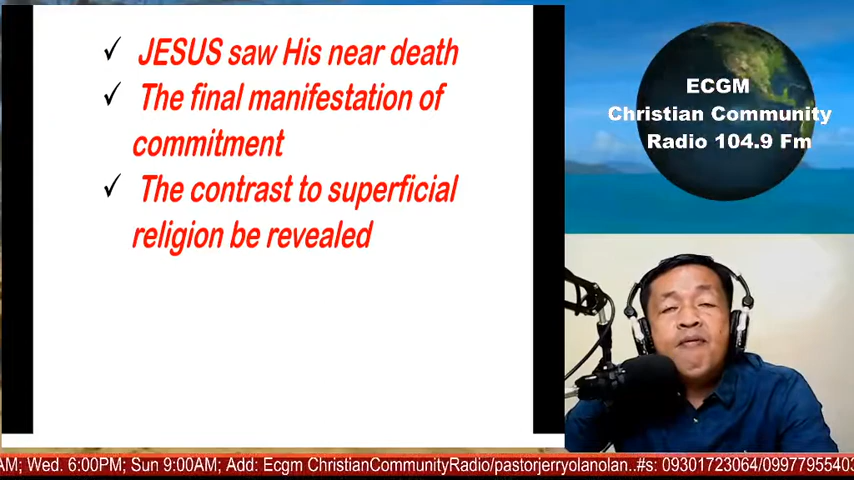 ✓ JESUS saw His near death
✓ The final manifestation of
commitment
✓ The contrast to superficial
religion be revealed
ECGM
Christian Community
Radio 104.9 Fm
AM; Wed. 6:00PM; Sun 9:00AM; Add: Ecgm ChristianCommunityRadio/pastorjerryolanolan..#s: 09301723064/0997795540